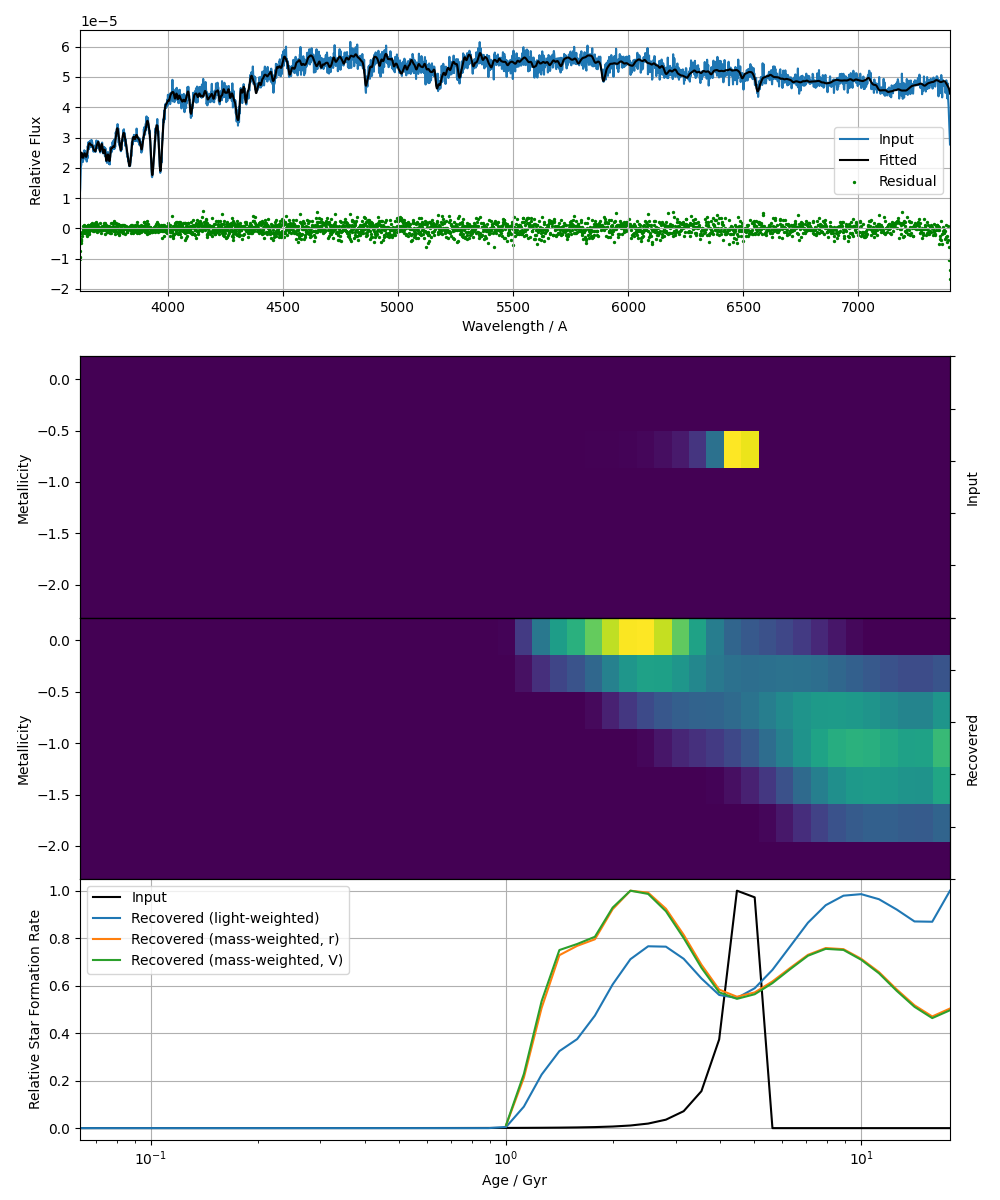 1e−5
6
5
4
3
2
1
0
−1
−2
Relative Flux
Input
Fitted
Residual
4000 4500 5000 5500 6000 6500 7000
Wavelength / A
0.0
−0.5
−1.0
−1.5
−2.0
Metallicity
Input
0.0
−0.5
−1.0
−1.5
−2.0
Metallicity
Recovered
1.0
0.8
0.6
0.4
0.2
0.0
Relative Star Formation Rate
Input
Recovered (light-weighted)
Recovered (mass-weighted, r)
Recovered (mass-weighted, V)
10⁻¹ 10⁰ 10¹
Age / Gyr